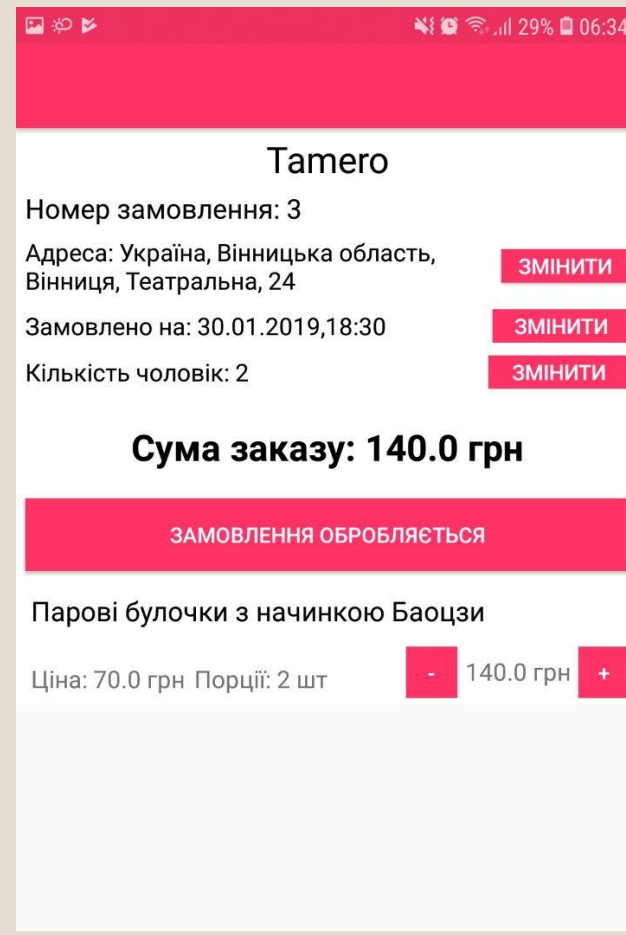 29% 06:34
Tamero
Номер замовлення: 3
Адреса: Україна, Вінницька область,
Вінниця, Театральна, 24
ЗМІНИТИ
Замовлено на: 30.01.2019,18:30
ЗМІНИТИ
Кількість чоловік: 2
ЗМІНИТИ
Сума заказу: 140.0 грн
ЗАМОВЛЕННЯ ОБРОБЛЯЄТЬСЯ
Парові булочки з начинкою Баоцзи
Ціна: 70.0 грн Порції: 2 шт
- 140.0 грн +